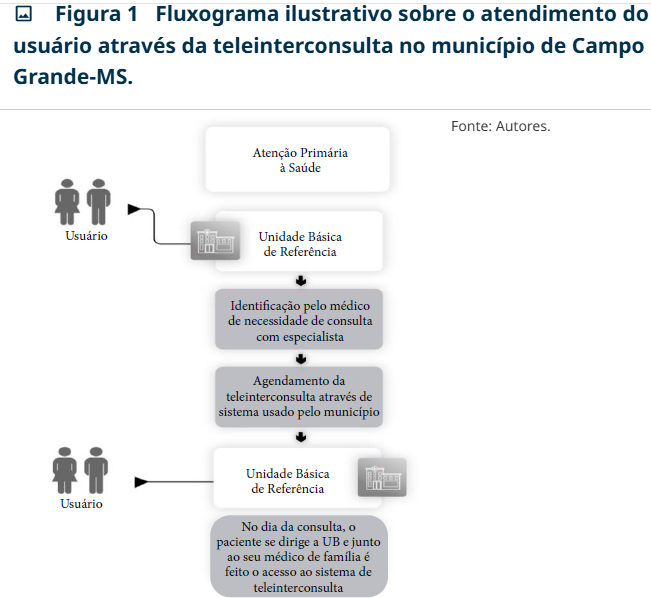 Figura 1 Fluxograma ilustrativo sobre o atendimento do
usuário através da teleinterconsulta no município de Campo
Grande-MS.
Fonte: Autores.
Atenção Primária
à Saúde
Usuário
Unidade Básica
de Referência
Identificação pelo médico
de necessidade de consulta
com especialista
Agendamento da
teleinterconsulta através de
sistema usado pelo município
Usuário
Unidade Básica
de Referência
No dia da consulta, o
paciente se dirige a UB e junto
ao seu médico de família é
feito o acesso ao sistema de
teleinterconsulta